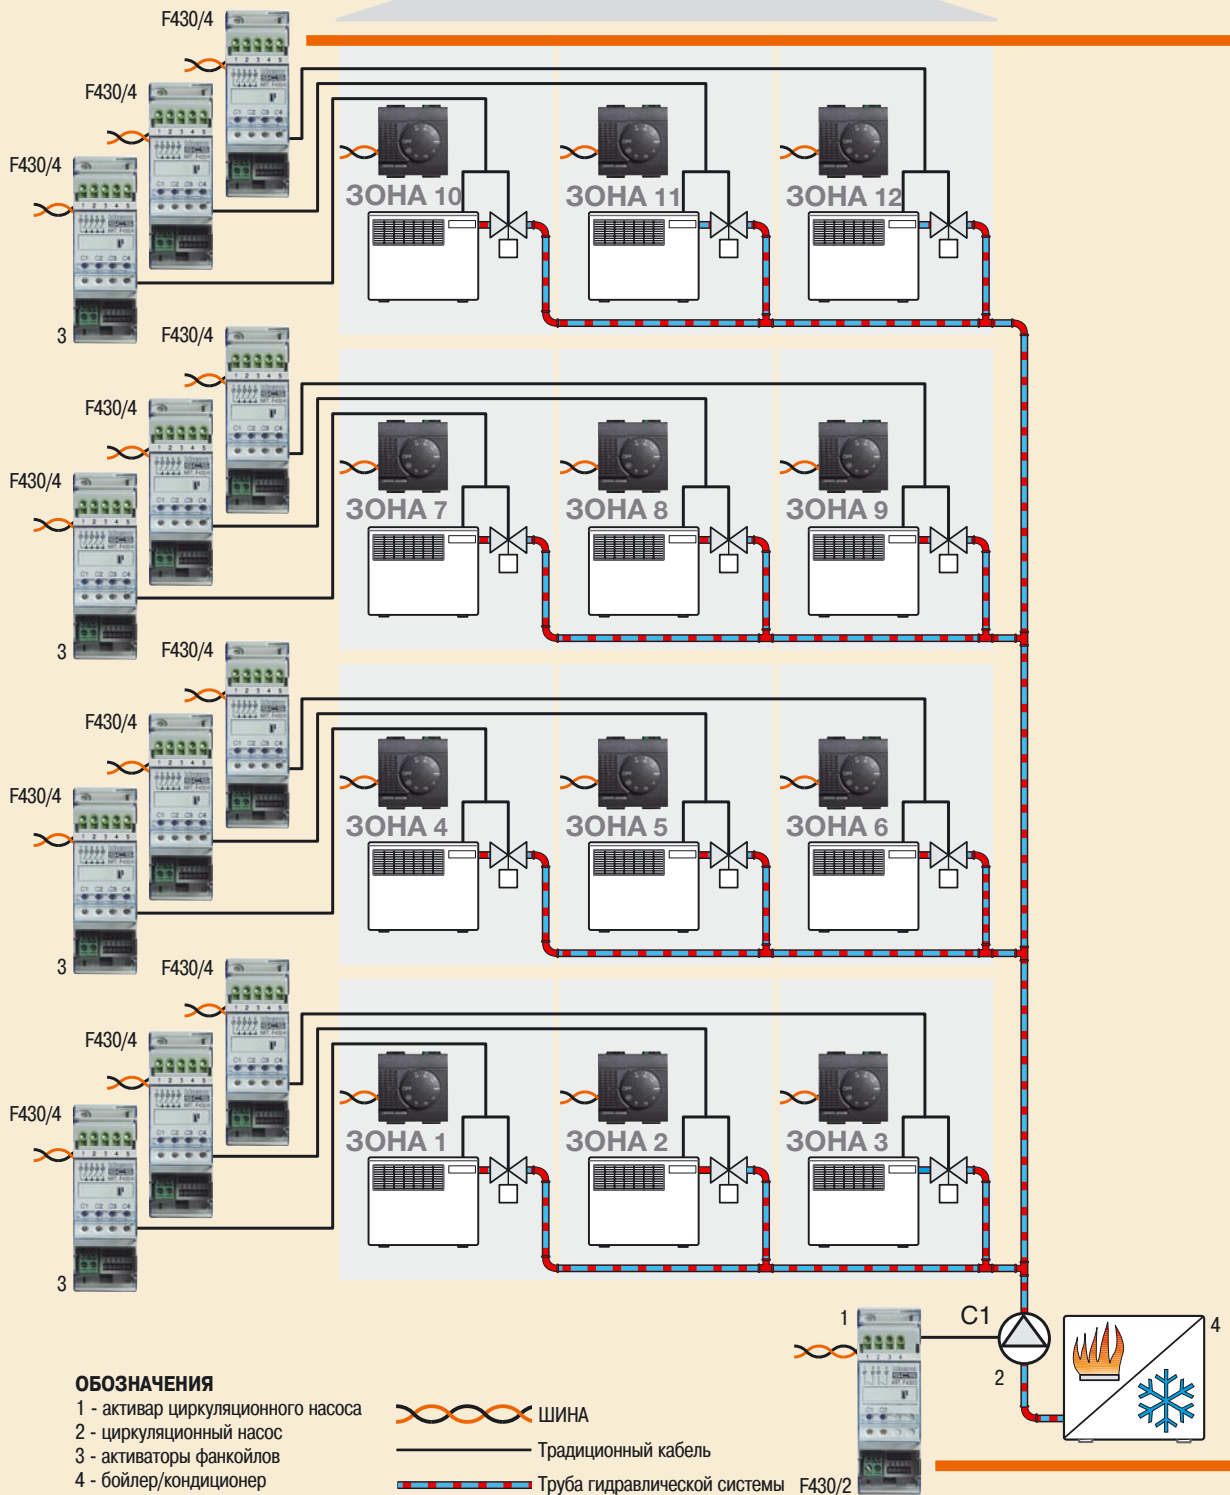 F430/4
F430/4
F430/4
ЗОНА 10
ЗОНА 11
ЗОНА 12
3
F430/4
F430/4
F430/4
ЗОНА 7
ЗОНА 8
ЗОНА 9
3
F430/4
F430/4
F430/4
ЗОНА 4
ЗОНА 5
ЗОНА 6
3
F430/4
F430/4
F430/4
ЗОНА 1
ЗОНА 2
ЗОНА 3
3
1
C1
4
2
ОБОЗНАЧЕНИЯ
1 - активар циркуляционного насоса
2 - циркуляционный насос
3 - активаторы фанкойлов
4 - бойлер/кондиционер
ШИНА
Традиционный кабель
Труба гидравлической системы
F430/2